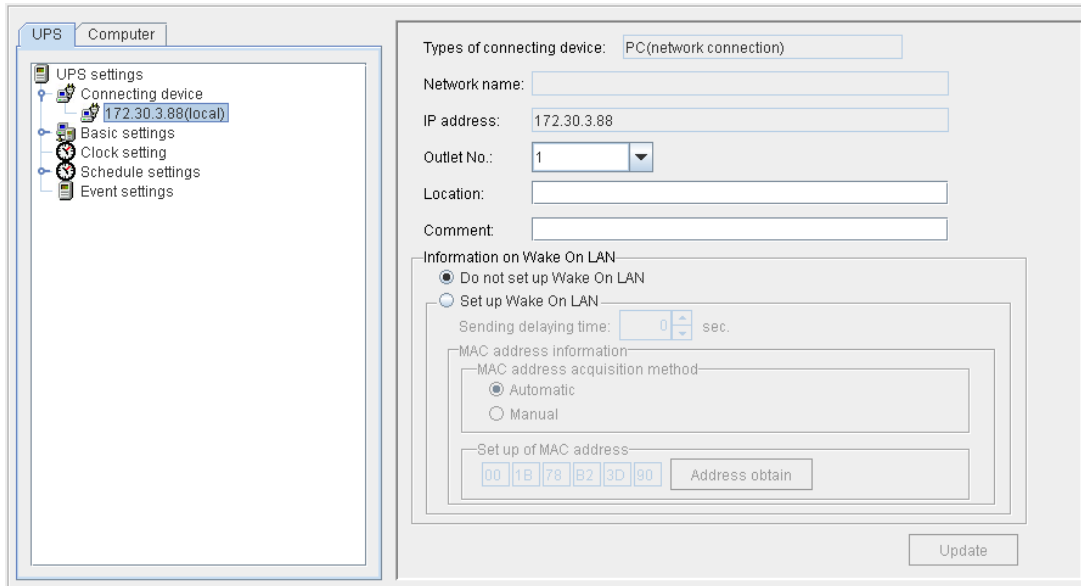 UPS
Computer
UPS settings
Connecting device
172.30.3.88(local)
Basic settings
Clock setting
Schedule settings
Event settings
Types of connecting device: PC(network connection)
Network name:
IP address: 172.30.3.88
Outlet No.: 1
Location:
Comment:
Information on Wake On LAN
Do not set up Wake On LAN
Set up Wake On LAN
Sending delaying time: 0 sec.
MAC address information
MAC address acquisition method
Automatic
Manual
Set up of MAC address
00 1B 78 B2 3D 90 Address obtain
Update